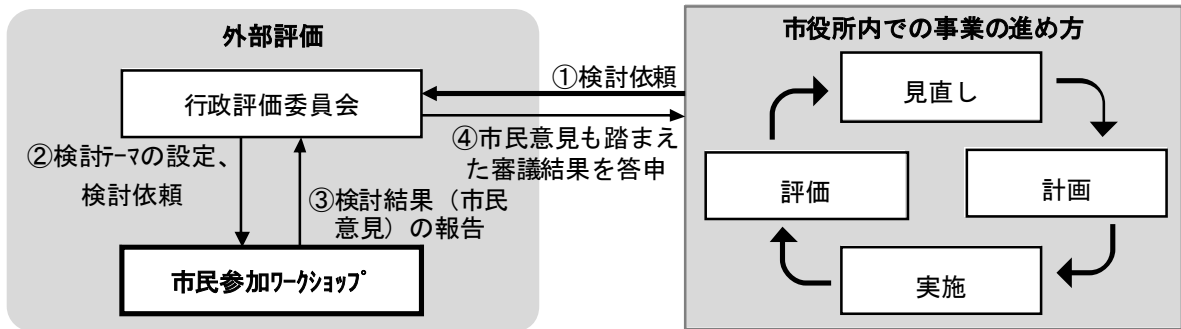 外部評価
行政評価委員会
②検討ﾃｰﾏの設定、
検討依頼
③検討結果（市民
意見）の報告
市民参加ﾜｰｸｼｮｯﾌﾟ
①検討依頼
④市民意見も踏まえ
た審議結果を答申
市役所内での事業の進め方
見直し
評価
計画
実施